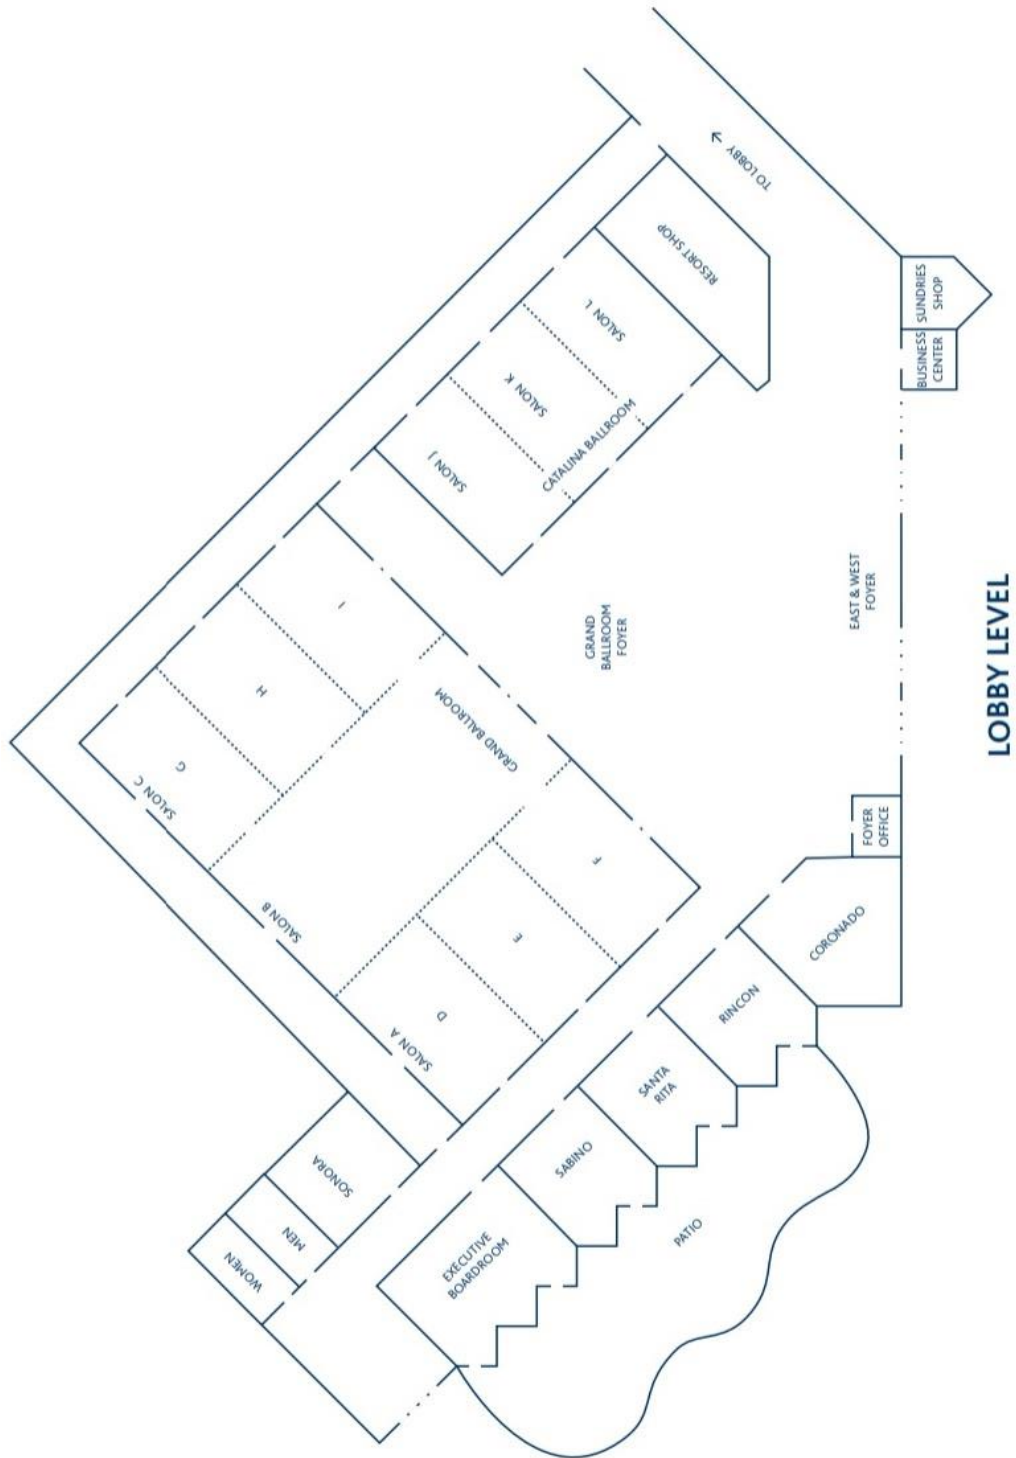 TO LOBBY
RESORT SHOP
SUNDRIES
SHOP
BUSINESS
CENTER
SALON L
SALON K
SALON J
CATALINA BALLROOM
I
H
G
SALON C
GRAND BALLROOM
SALON B
F
E
D
SALON A
GRAND
BALLROOM
FOYER
EAST & WEST
FOYER
LOBBY LEVEL
FOYER
OFFICE
CORONADO
RINCON
SANTA
RITA
SABINO
EXECUTIVE
BOARDROOM
PATIO
SONORA
MEN
WOMEN